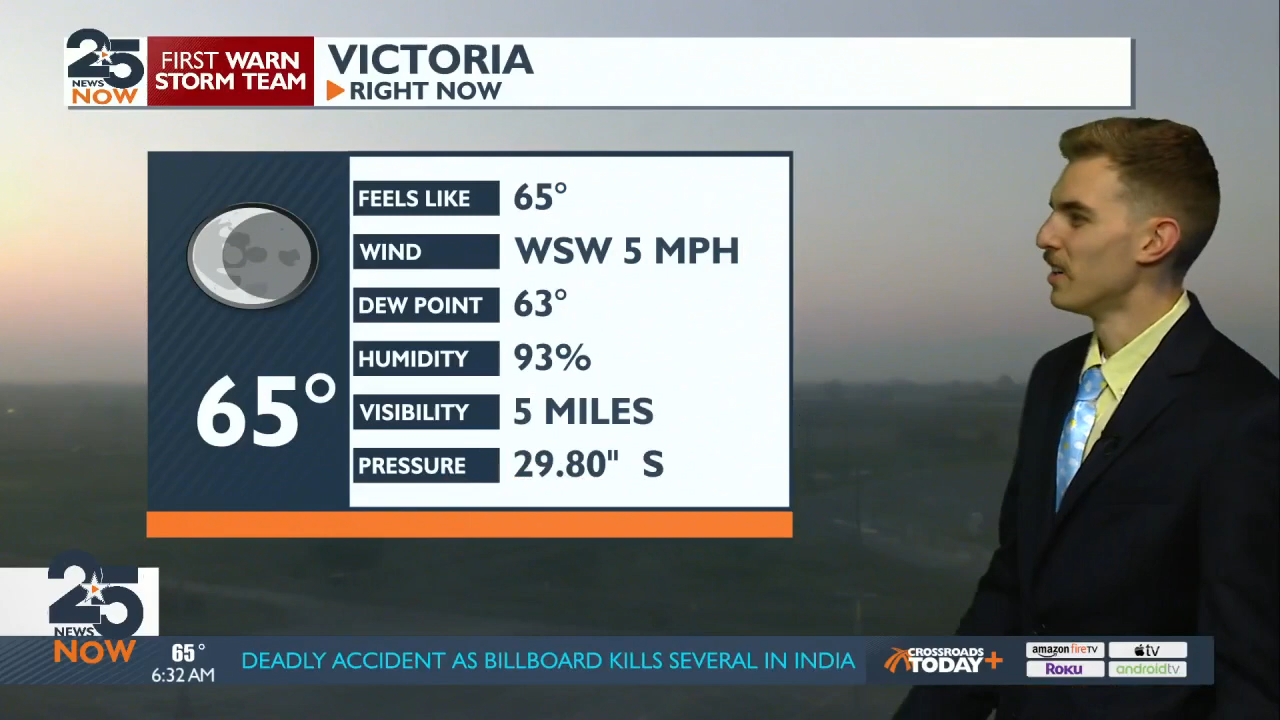 25
NEWS
NOW
FIRST WARN
STORM TEAM
VICTORIA
RIGHT NOW
FEELS LIKE 65°
WIND WSW 5 MPH
DEW POINT 63°
HUMIDITY 93%
VISIBILITY 5 MILES
PRESSURE 29.80" S
65°
25
NEWS
NOW
65°
6:32 AM
DEADLY ACCIDENT AS BILLBOARD KILLS SEVERAL IN INDIA
CROSSROADS
TODAY+
amazon fireTV
tv
ROKU
androidtv